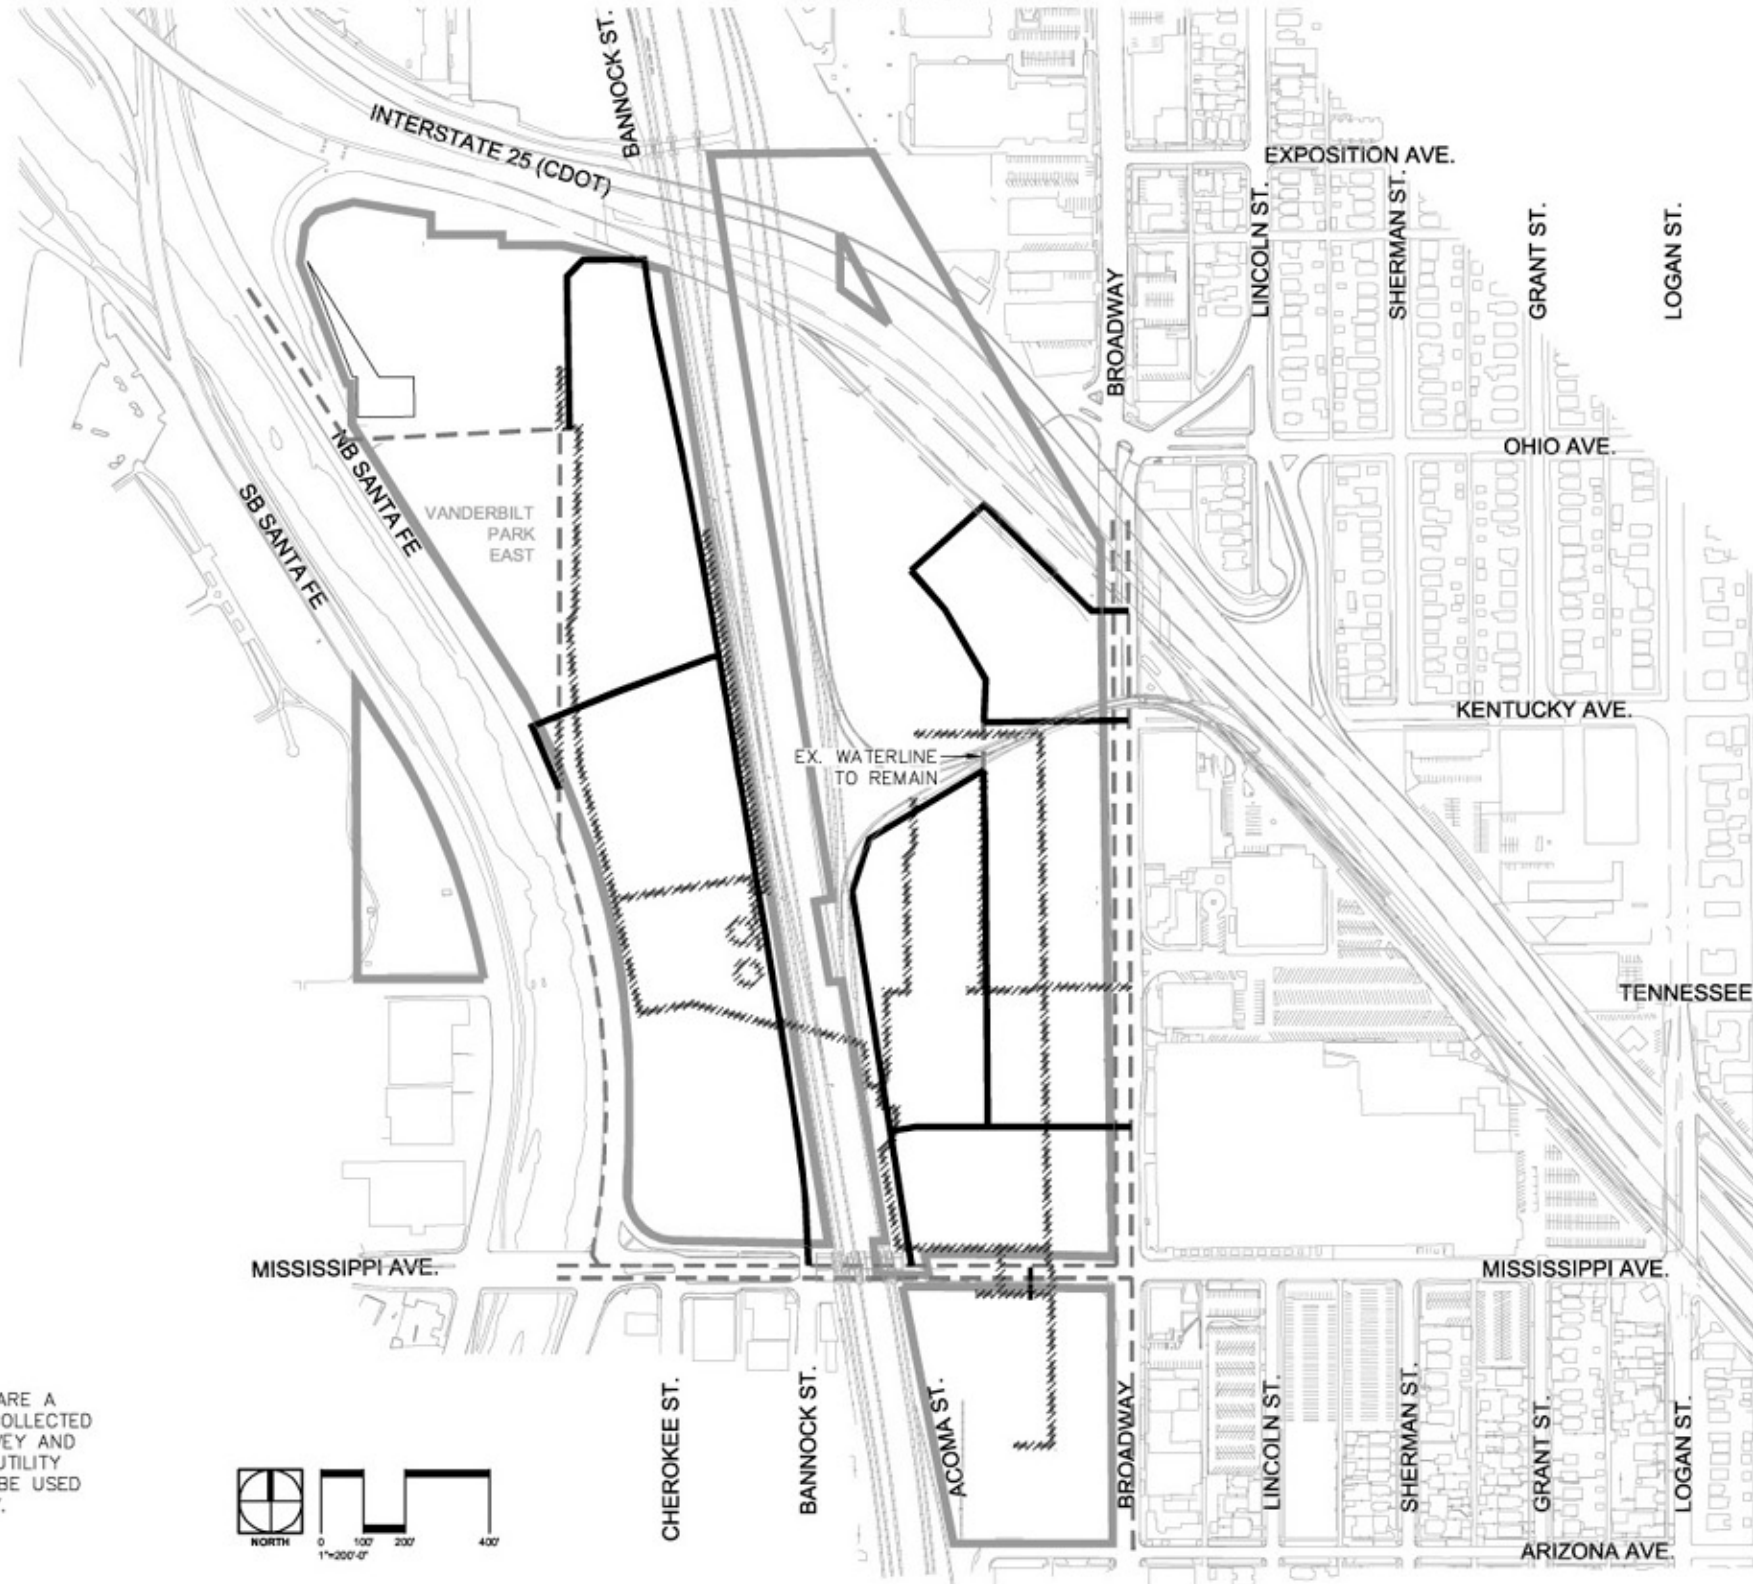 BANNOCK ST.
INTERSTATE 25 (CDOT)
EXPOSITION AVE.
LINCOLN ST.
SHERMAN ST.
GRANT ST.
LOGAN ST.
BROADWAY
OHIO AVE.
NB SANTA FE
SB SANTA FE
VANDERBILT
PARK
EAST
KENTUCKY AVE.
EX. WATERLINE
TO REMAIN
TENNESSEE
MISSISSIPPI AVE.
MISSISSIPPI AVE.
CHEROKEE ST.
BANNOCK ST.
ACOMA ST.
BROADWAY
LINCOLN ST.
SHERMAN ST.
GRANT ST.
LOGAN ST.
ARIZONA AVE.
ARE A
OLLECTED
EY AND
UTILITY
BE USED
NORTH
0 100' 200' 400'
1"=200'-0"